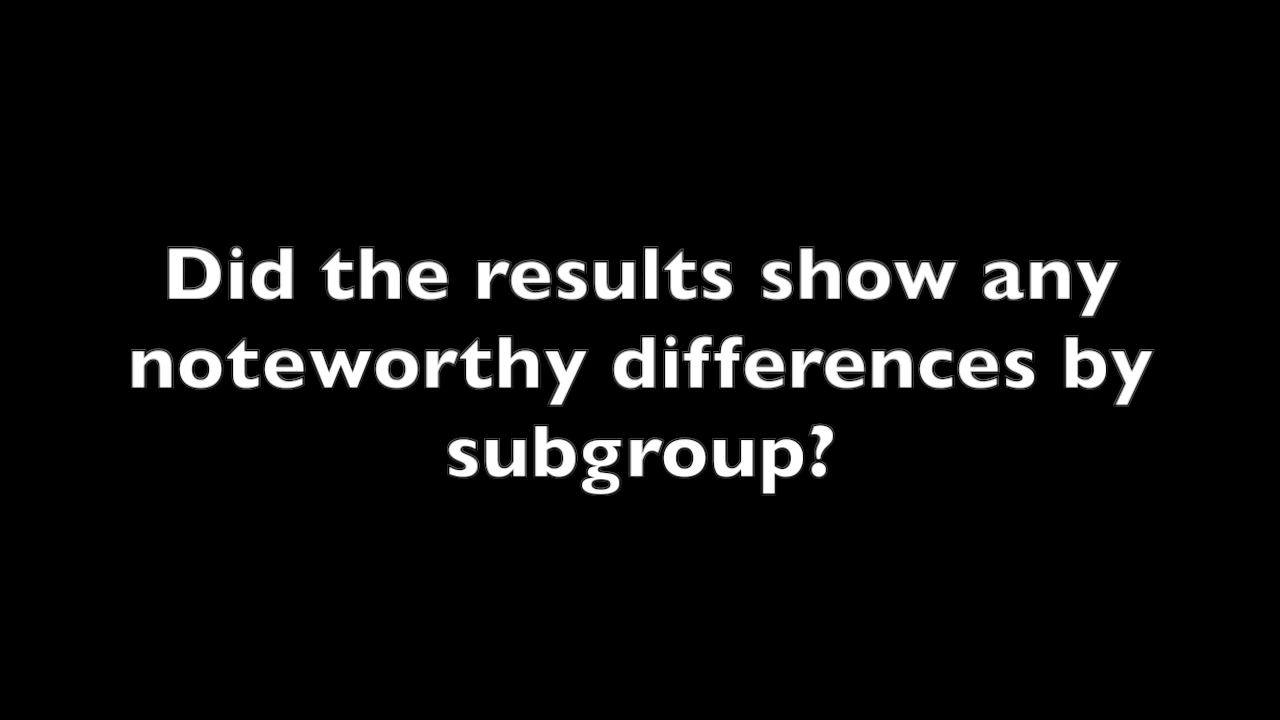 Did the results show any
noteworthy differences by
subgroup?